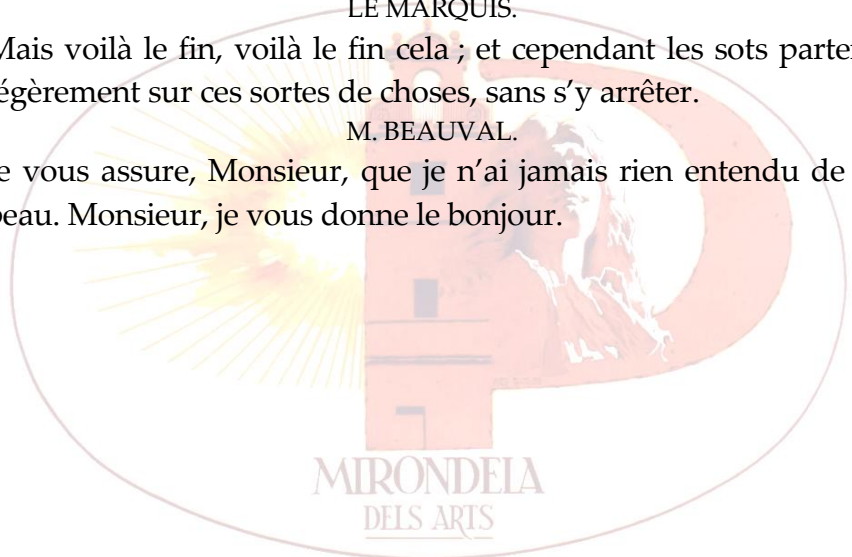 LE MARQUIS.
Mais voilà le fin, voilà le fin cela ; et cependant les sots
légèrement sur ces sortes de choses, sans s’y arrêter.
M. BEAUVAL.
vous assure, Monsieur, que je n’ai jamais rien entendu de
beau. Monsieur, je vous donne le bonjour.
MIRONDELA
DELS ARTS